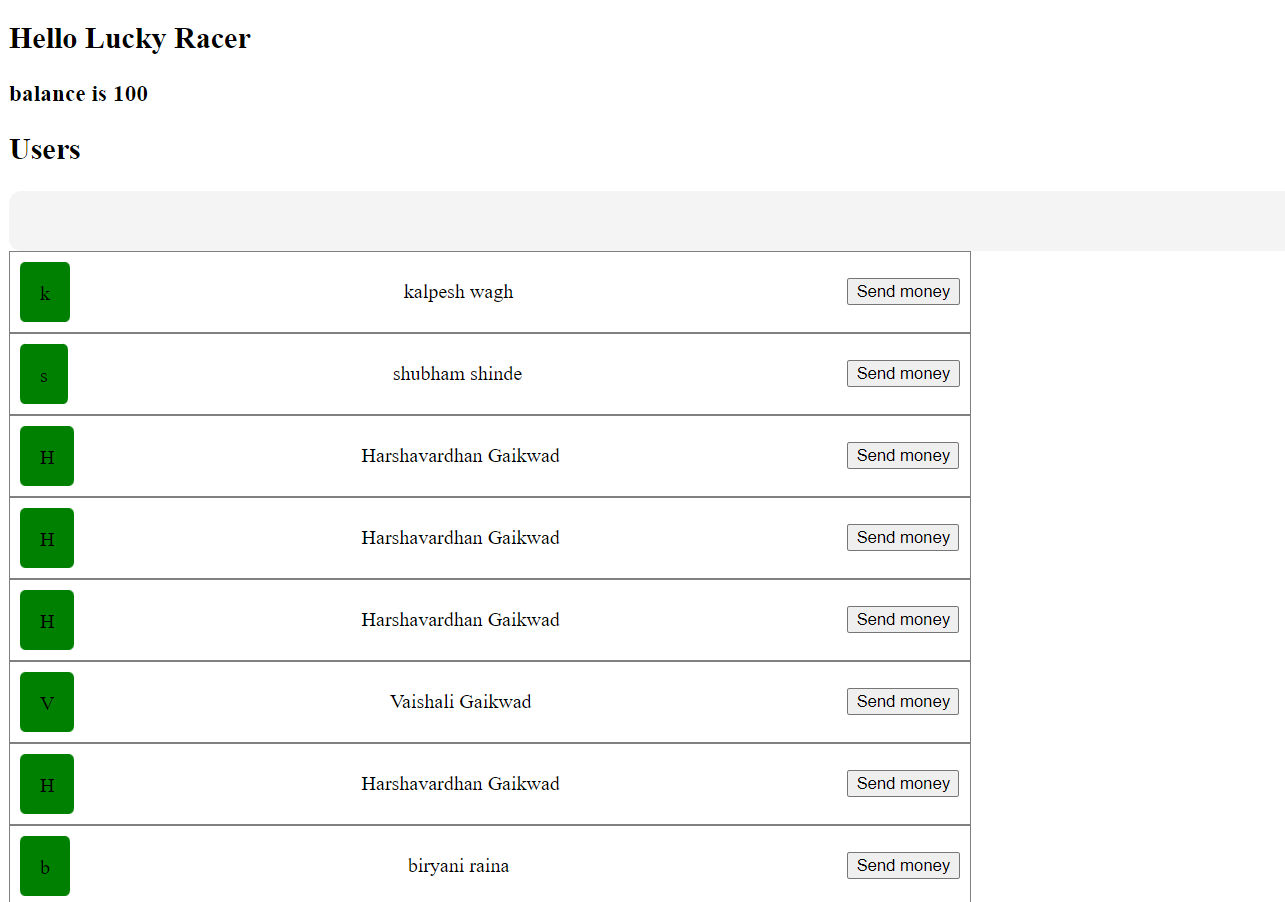 Hello Lucky Racer
balance is 100
Users
k kalpesh wagh Send money
s shubham shinde Send money
H Harshavardhan Gaikwad Send money
H Harshavardhan Gaikwad Send money
H Harshavardhan Gaikwad Send money
V Vaishali Gaikwad Send money
H Harshavardhan Gaikwad Send money
b biryani raina Send money